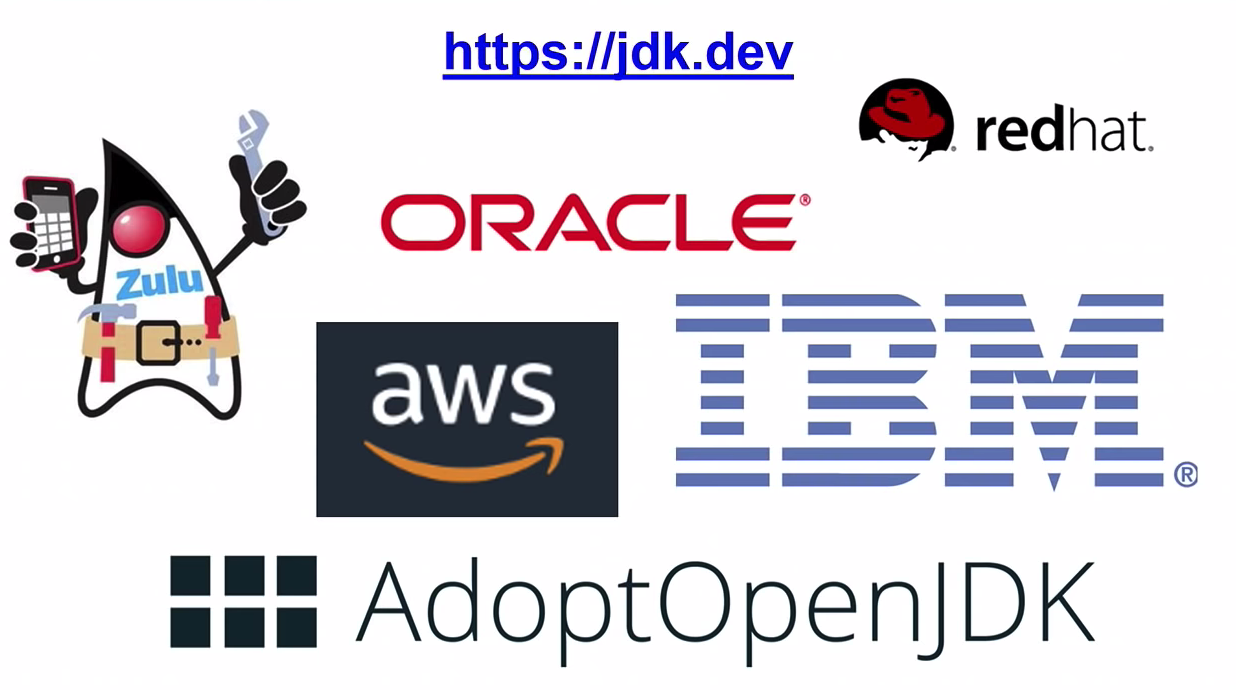 https://jdk.dev
redhat.
ORACLE®
Zulu
aws
IBM®
AdoptOpenJDK